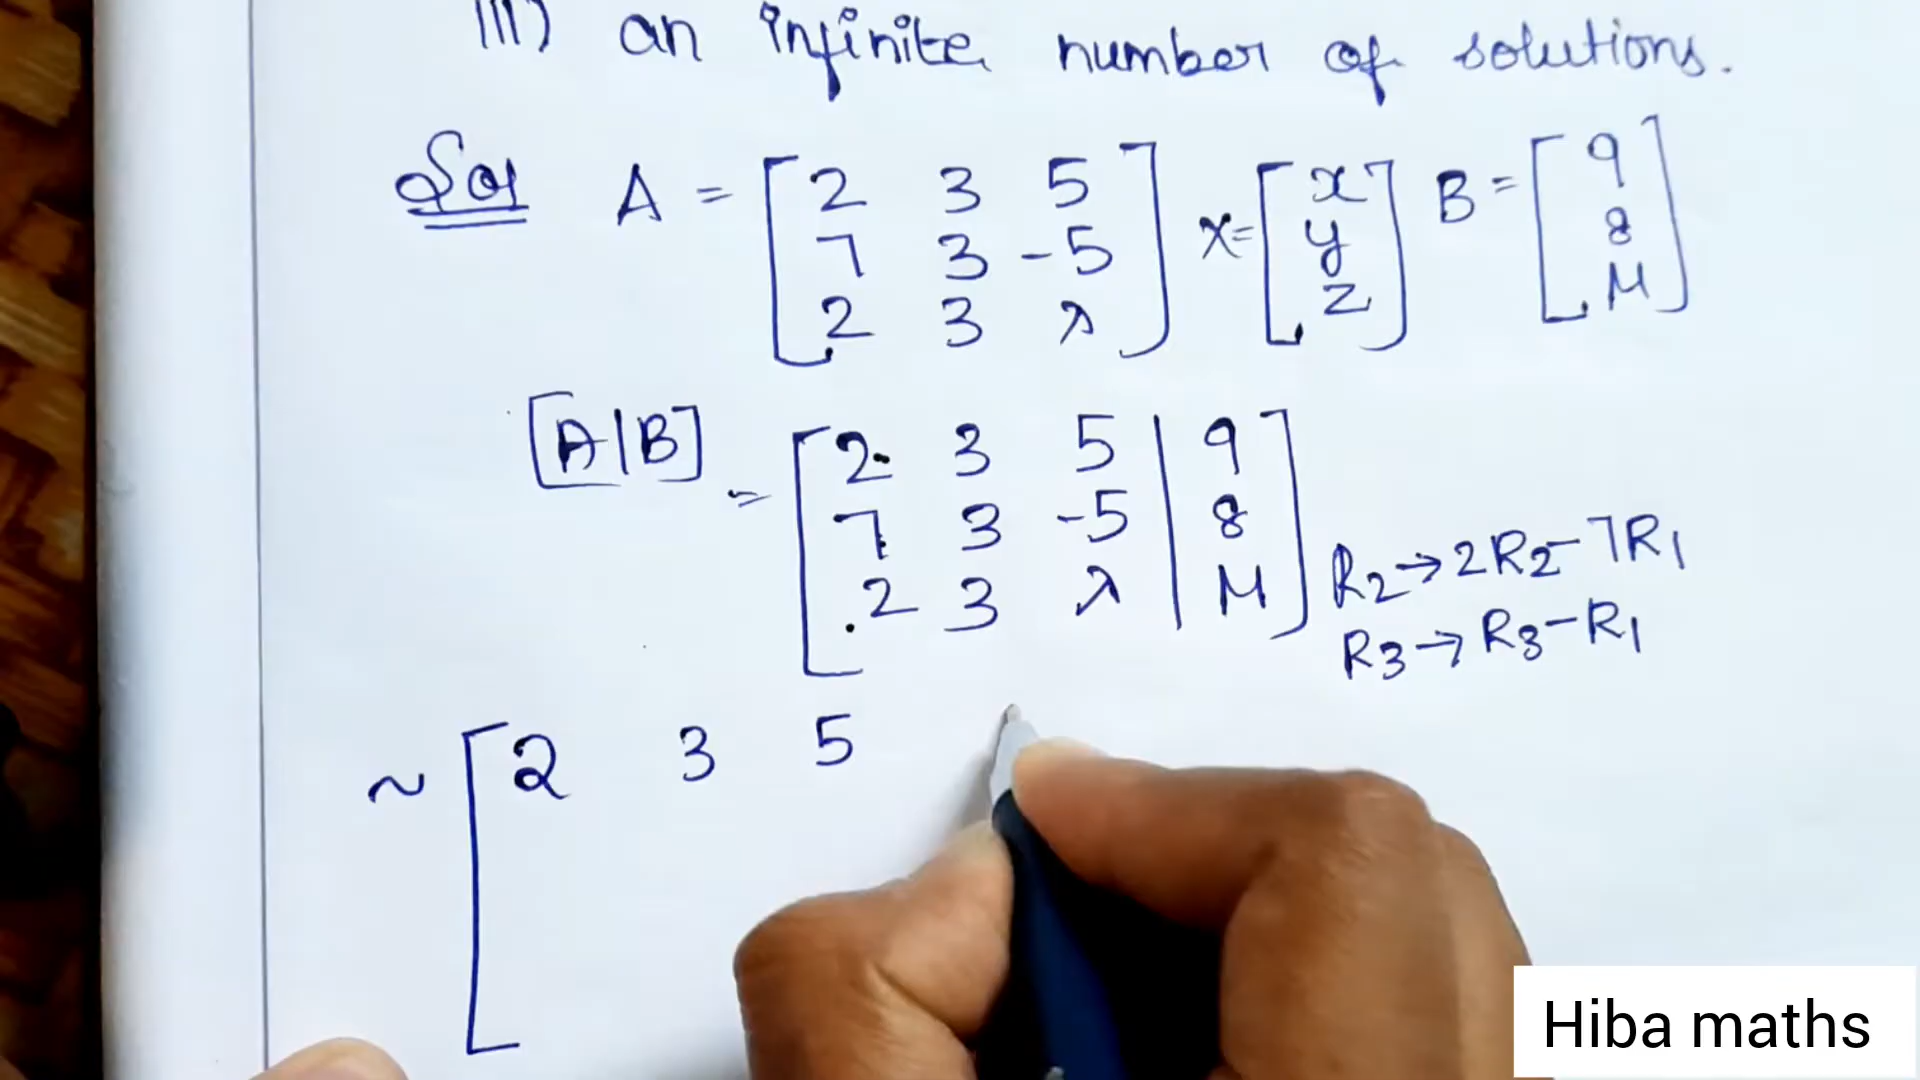 III) an infinite number of solutions.
Sol A = [2 3 5 7 3 -5 2 3 λ] X = [x y z] B = [9 8 M]
[A|B] = [2 3 5 | 9 7 3 -5 | 8 2 3 λ | M]
R2→2R2-7R1
R3→R3-R1
~ [2 3 5
Hiba maths